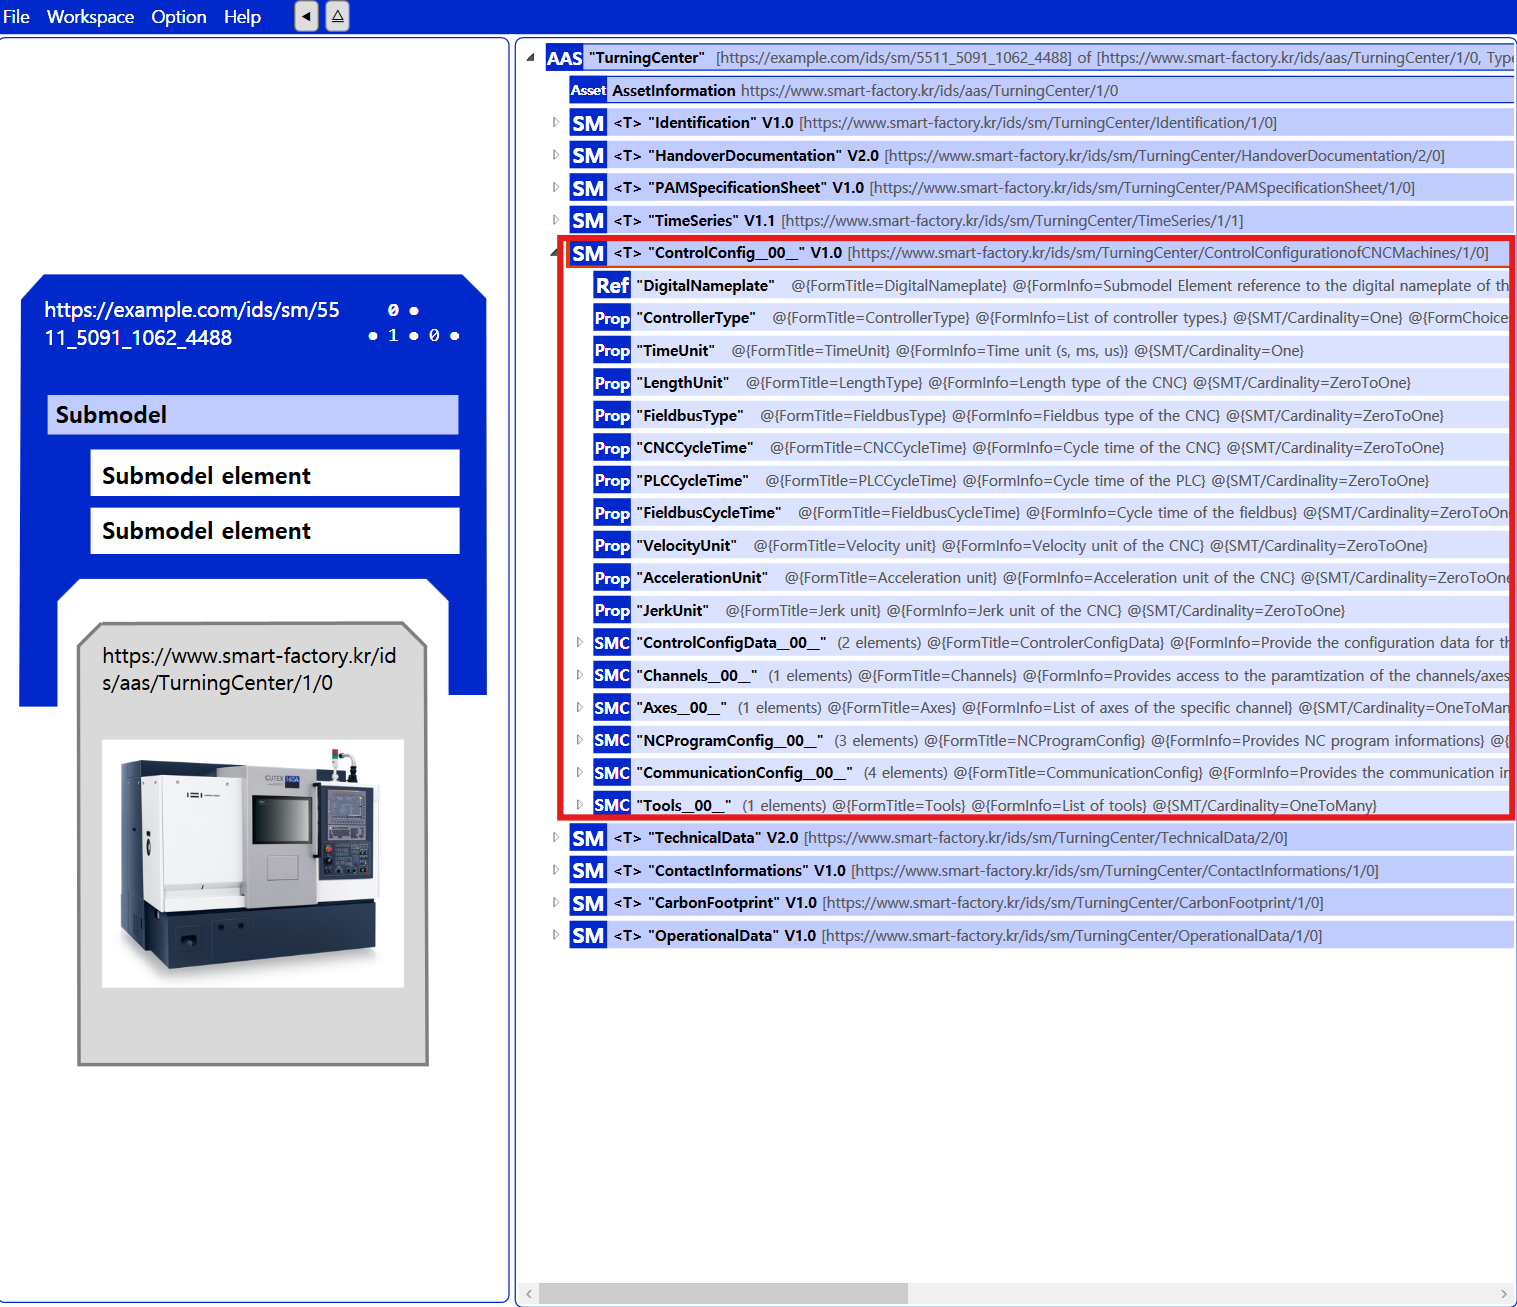 File Workspace Option Help
https://example.com/ids/sm/55
11_5091_1062_4488
0
1 0
Submodel
Submodel element
Submodel element
https://www.smart-factory.kr/id
s/aas/TurningCenter/1/0
CUTEX 160A
AAS "TurningCenter" [https://example.com/ids/sm/5511_5091_1062_4488] of [https://www.smart-factory.kr/ids/aas/TurningCenter/1/0, Type
Asset AssetInformation https://www.smart-factory.kr/ids/aas/TurningCenter/1/0
SM <T> "Identification" V1.0 [https://www.smart-factory.kr/ids/sm/TurningCenter/Identification/1/0]
SM <T> "HandoverDocumentation" V2.0 [https://www.smart-factory.kr/ids/sm/TurningCenter/HandoverDocumentation/2/0]
SM <T> "PAMSpecificationSheet" V1.0 [https://www.smart-factory.kr/ids/sm/TurningCenter/PAMSpecificationSheet/1/0]
SM <T> "TimeSeries" V1.1 [https://www.smart-factory.kr/ids/sm/TurningCenter/TimeSeries/1/1]
SM <T> "ControlConfig__00__" V1.0 [https://www.smart-factory.kr/ids/sm/TurningCenter/ControlConfigurationofCNCMachines/1/0]
Ref "DigitalNameplate" @{FormTitle=DigitalNameplate} @{FormInfo=Submodel Element reference to the digital nameplate of th
Prop "ControllerType" @{FormTitle=ControllerType} @{FormInfo=List of controller types.} @{SMT/Cardinality=One} @{FormChoice
Prop "TimeUnit" @{FormTitle=TimeUnit} @{FormInfo=Time unit (s, ms, us)} @{SMT/Cardinality=One}
Prop "LengthUnit" @{FormTitle=LengthType} @{FormInfo=Length type of the CNC} @{SMT/Cardinality=ZeroToOne}
Prop "FieldbusType" @{FormTitle=FieldbusType} @{FormInfo=Fieldbus type of the CNC} @{SMT/Cardinality=ZeroToOne}
Prop "CNCCycleTime" @{FormTitle=CNCCycleTime} @{FormInfo=Cycle time of the CNC} @{SMT/Cardinality=ZeroToOne}
Prop "PLCCycleTime" @{FormTitle=PLCCycleTime} @{FormInfo=Cycle time of the PLC} @{SMT/Cardinality=ZeroToOne}
Prop "FieldbusCycleTime" @{FormTitle=FieldbusCycleTime} @{FormInfo=Cycle time of the fieldbus} @{SMT/Cardinality=ZeroToOn
Prop "VelocityUnit" @{FormTitle=Velocity unit} @{FormInfo=Velocity unit of the CNC} @{SMT/Cardinality=ZeroToOne}
Prop "AccelerationUnit" @{FormTitle=Acceleration unit} @{FormInfo=Acceleration unit of the CNC} @{SMT/Cardinality=ZeroToOne
Prop "JerkUnit" @{FormTitle=Jerk unit} @{FormInfo=Jerk unit of the CNC} @{SMT/Cardinality=ZeroToOne}
SMC "ControlConfigData__00__" (2 elements) @{FormTitle=ControlerConfigData} @{FormInfo=Provide the configuration data for th
SMC "Channels__00__" (1 elements) @{FormTitle=Channels} @{FormInfo=Provides access to the paramtization of the channels/axes
SMC "Axes__00__" (1 elements) @{FormTitle=Axes} @{FormInfo=List of axes of the specific channel} @{SMT/Cardinality=OneToMan
SMC "NCProgramConfig__00__" (3 elements) @{FormTitle=NCProgramConfig} @{FormInfo=Provides NC program informations} @{
SMC "CommunicationConfig__00__" (4 elements) @{FormTitle=CommunicationConfig} @{FormInfo=Provides the communication in
SMC "Tools__00__" (1 elements) @{FormTitle=Tools} @{FormInfo=List of tools} @{SMT/Cardinality=OneToMany}
SM <T> "TechnicalData" V2.0 [https://www.smart-factory.kr/ids/sm/TurningCenter/TechnicalData/2/0]
SM <T> "ContactInformations" V1.0 [https://www.smart-factory.kr/ids/sm/TurningCenter/ContactInformations/1/0]
SM <T> "CarbonFootprint" V1.0 [https://www.smart-factory.kr/ids/sm/TurningCenter/CarbonFootprint/1/0]
SM <T> "OperationalData" V1.0 [https://www.smart-factory.kr/ids/sm/TurningCenter/OperationalData/1/0]